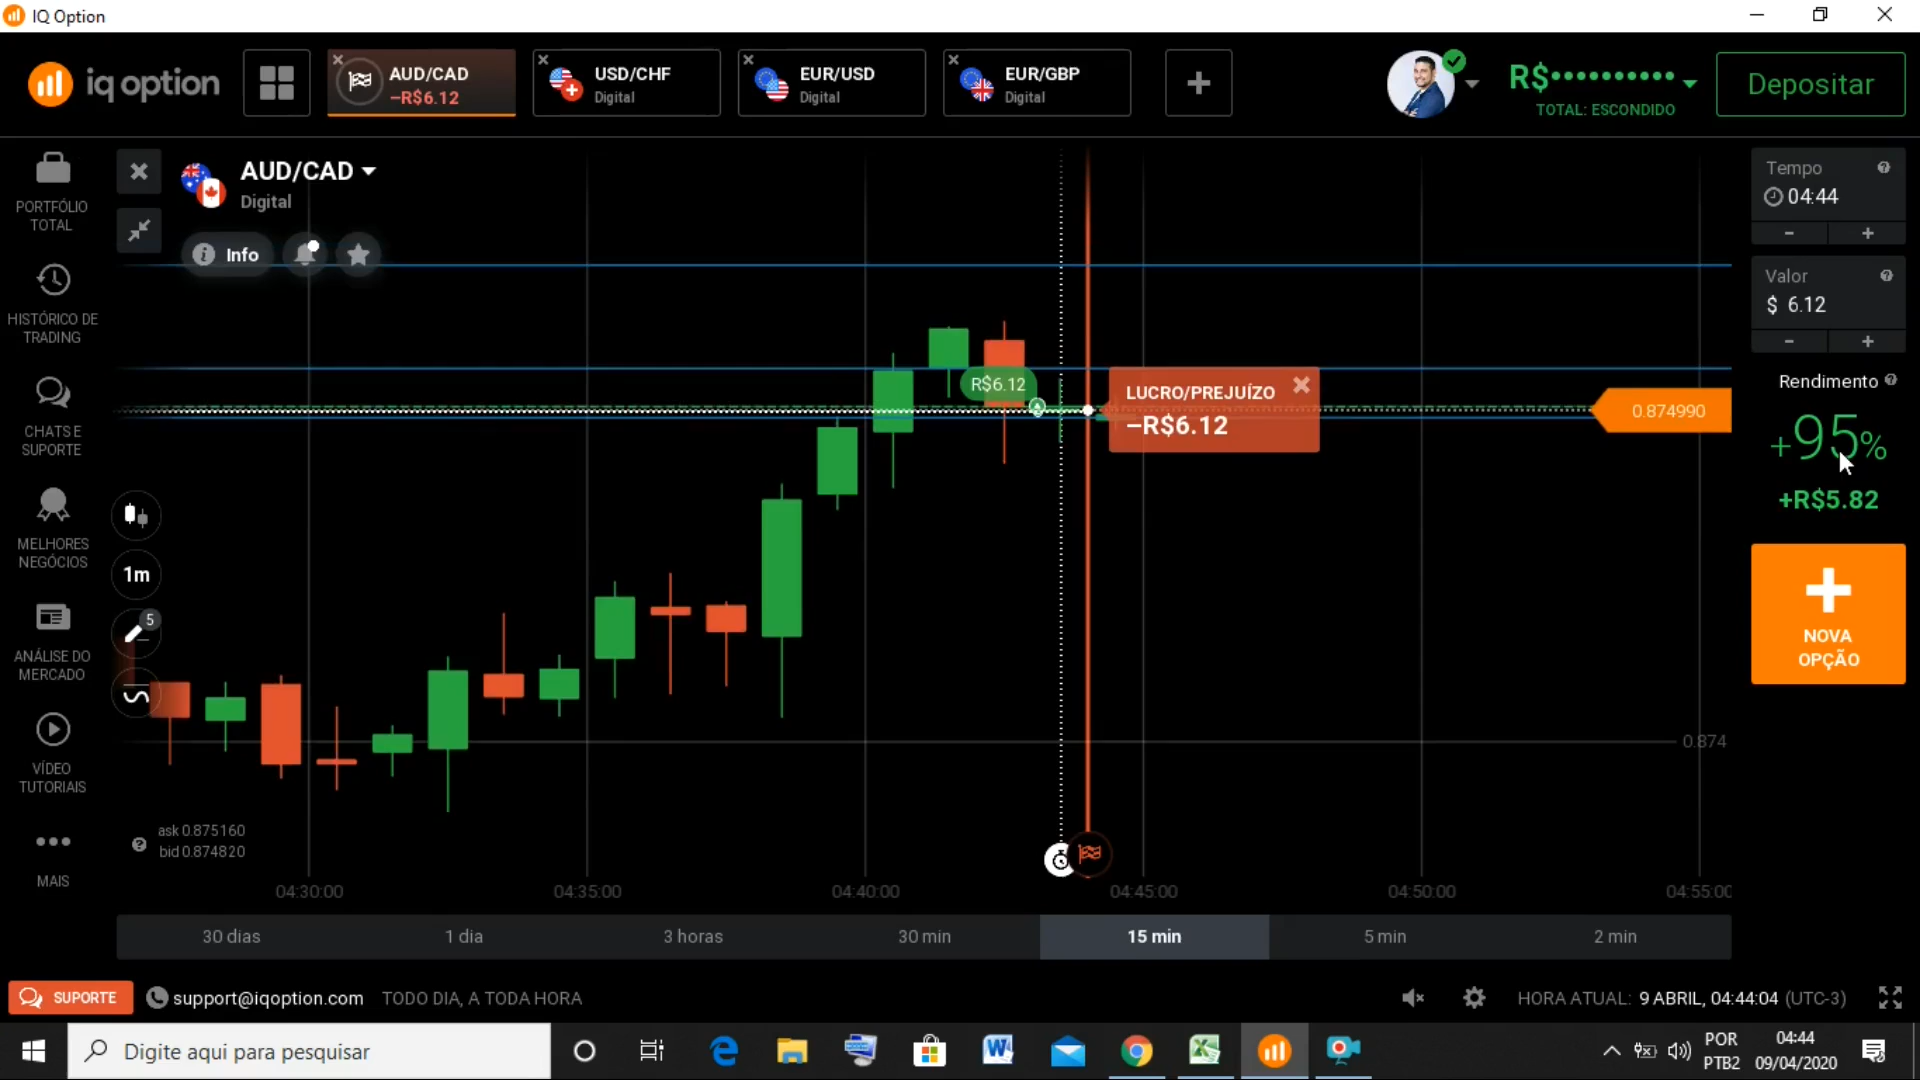 IQ Option
iq option
AUD/CAD
–R$6.12
USD/CHF
Digital
EUR/USD
Digital
EUR/GBP
Digital
R$••••••••••
TOTAL: ESCONDIDO
Depositar
PORTFÓLIO
TOTAL
HISTÓRICO DE
TRADING
CHATS E
SUPORTE
MELHORES
NEGÓCIOS
ANÁLISE DO
MERCADO
VÍDEO
TUTORIAIS
MAIS
AUD/CAD
Digital
Info
1m
5
R$6.12
LUCRO/PREJUÍZO
–R$6.12
0.874990
0.874
ask 0.875160
bid 0.874820
04:30:00
04:35:00
04:40:00
04:45:00
04:50:00
04:55:00
30 dias
1 dia
3 horas
30 min
15 min
5 min
2 min
Tempo
04:44
- +
Valor
$ 6.12
- +
Rendimento
+95%
+R$5.82
NOVA
OPÇÃO
SUPORTE
support@iqoption.com
TODO DIA, A TODA HORA
HORA ATUAL: 9 ABRIL, 04:44:04 (UTC-3)
Digite aqui para pesquisar
POR
PTB2
04:44
09/04/2020